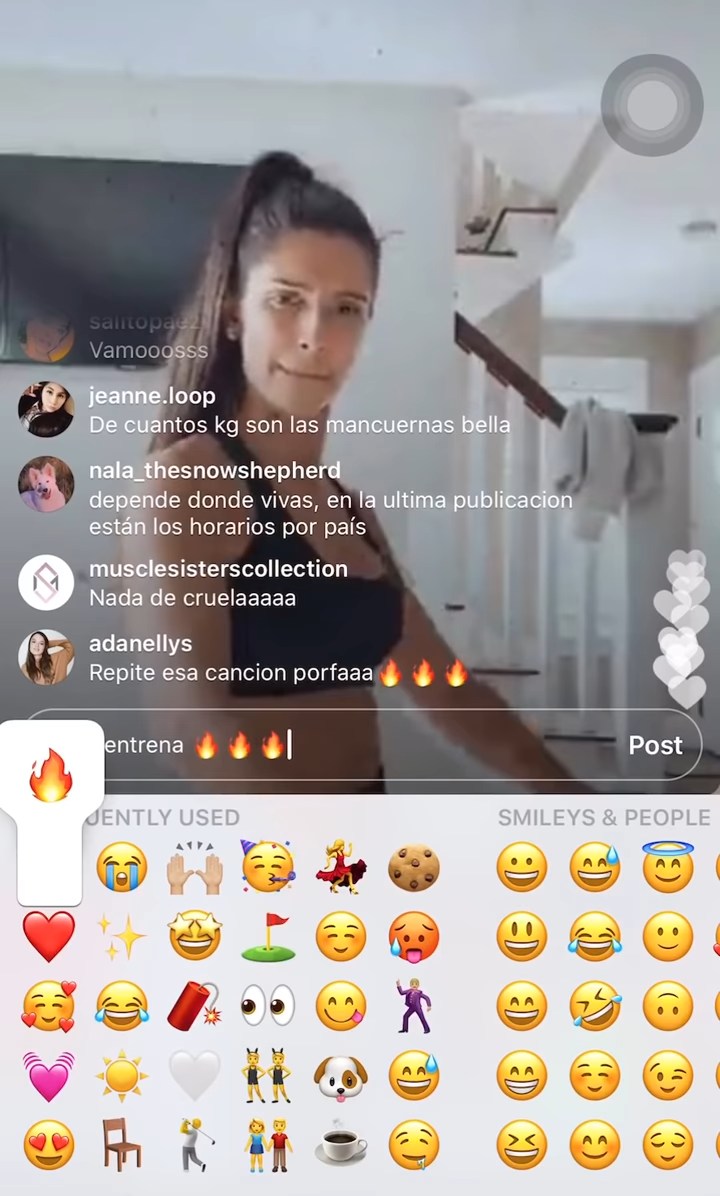 salitopaez
Vamooosss
jeanne.loop
De cuantos kg son las mancuernas bella
nala_thesnowshepherd
depende donde vivas, en la ultima publicacion
están los horarios por país
musclesisterscollection
Nada de cruelaaaaa
adanellys
Repite esa cancion porfaaa🔥 🔥 🔥
entrena 🔥 🔥 🔥
Post
UENTLY USED
SMILEYS & PEOPLE